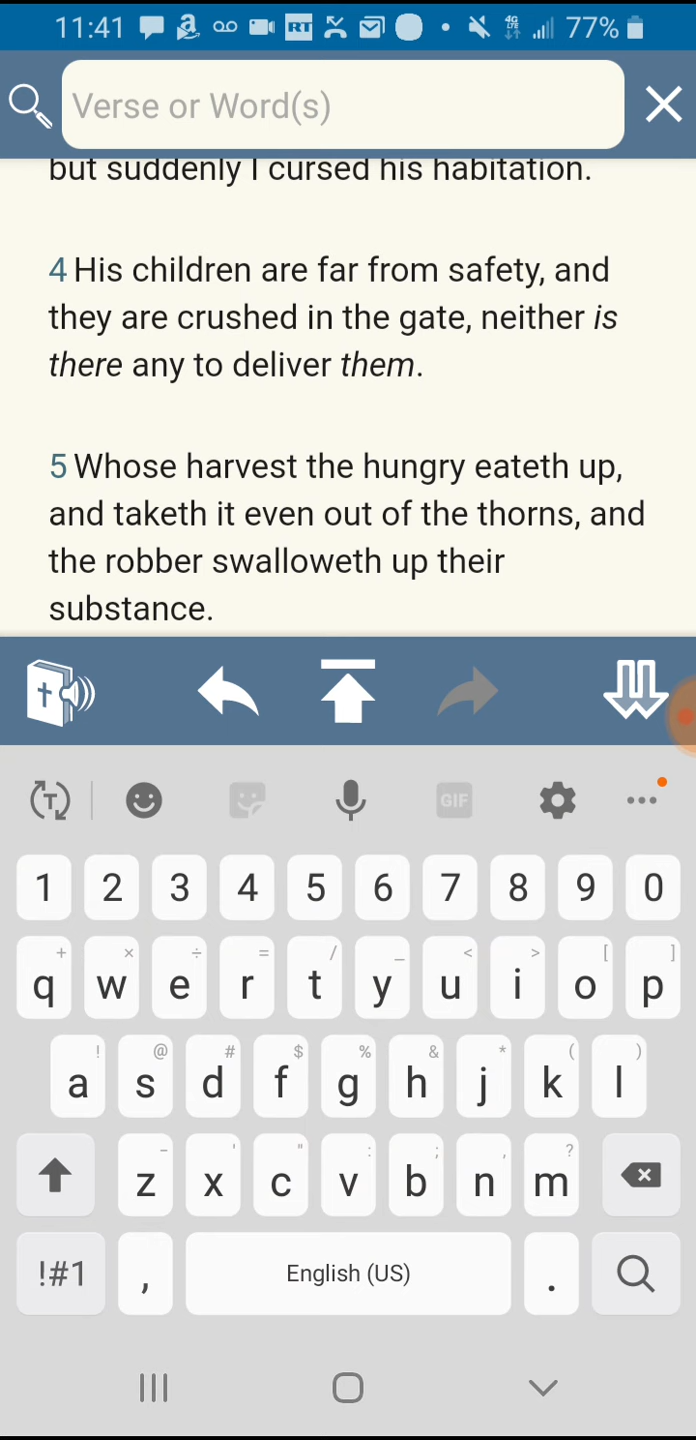 11:41 RT 4G LTE 77%
Verse or Word(s)
but suddenly I cursed his habitation.
4 His children are far from safety, and
they are crushed in the gate, neither is
there any to deliver them.
5 Whose harvest the hungry eateth up,
and taketh it even out of the thorns, and
the robber swalloweth up their
substance.
T GIF
1 2 3 4 5 6 7 8 9 0
+ × ÷ = / _ < > [ ]
q w e r t y u i o p
! @ # $ % & * ( )
a s d f g h j k l
- ' " : ; , ?
z x c v b n m
!#1 , English (US) .